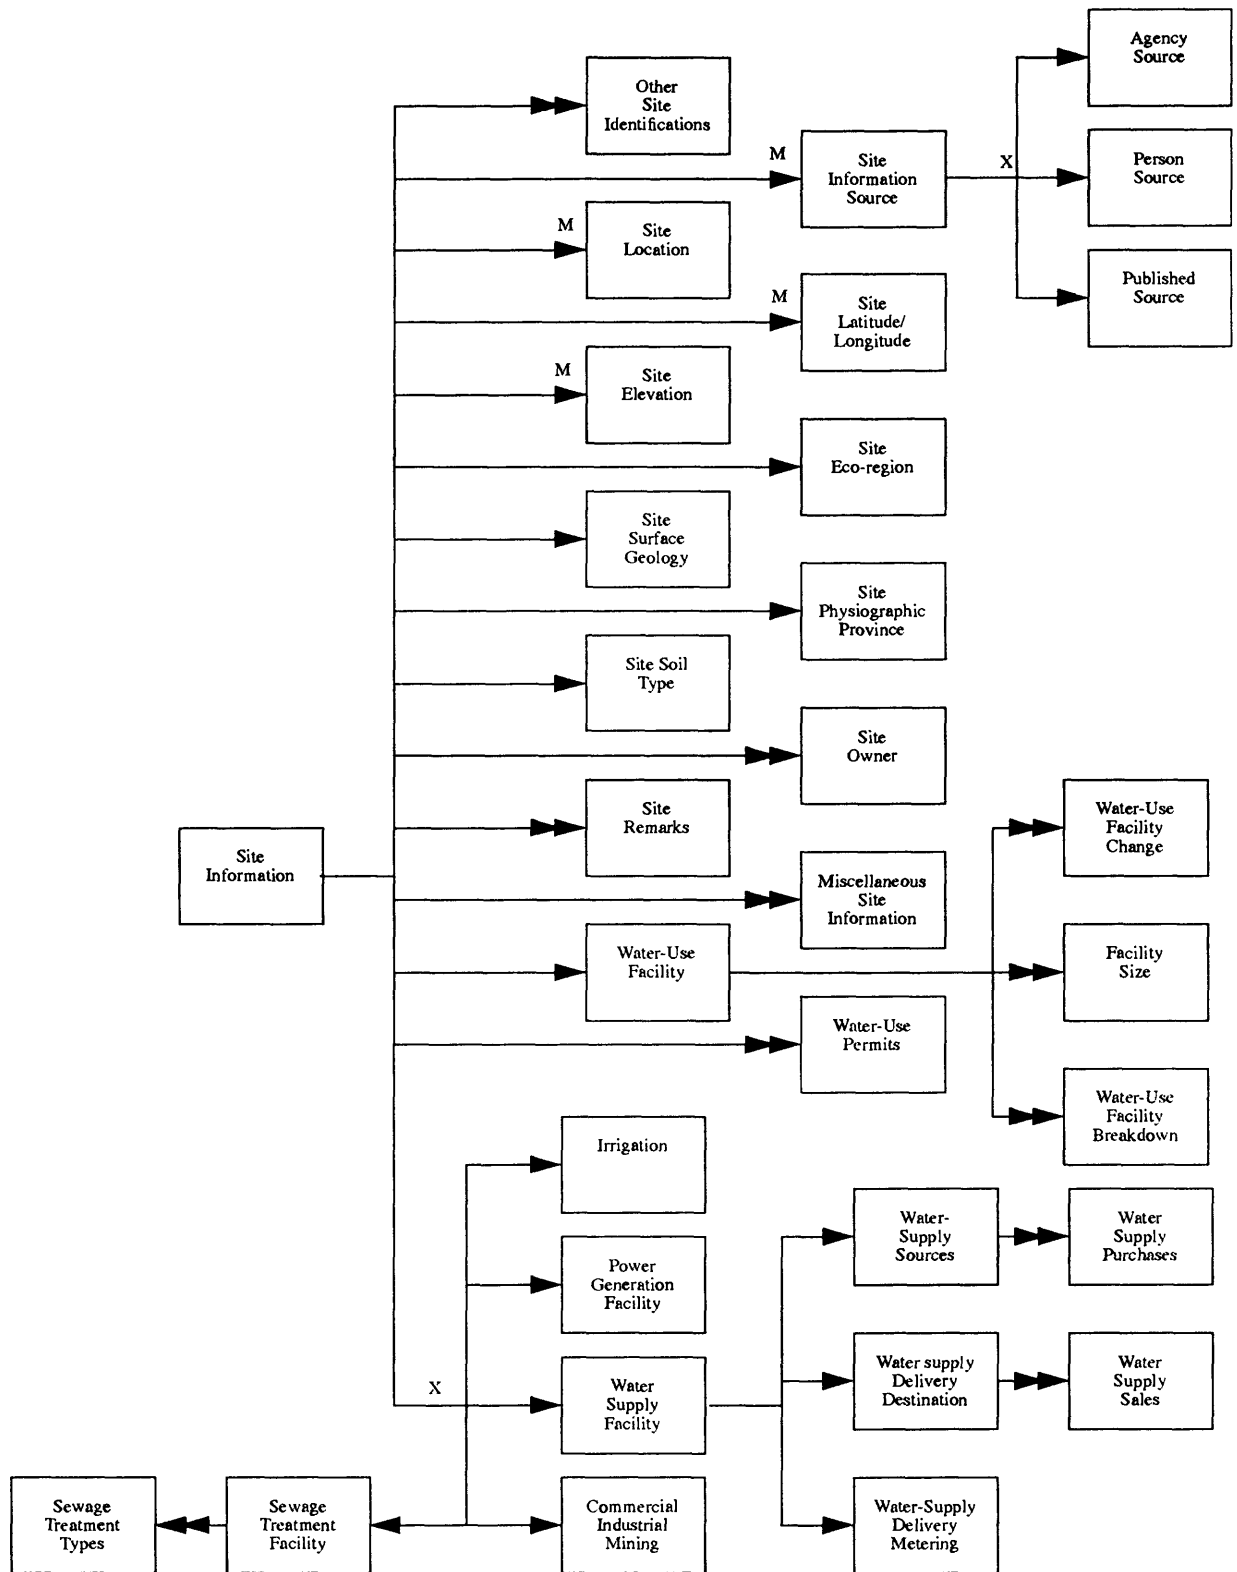 Agency
Source
Other
Site
Identifications
M
Site
Information
Source
X
Person
Source
M
Site
Location
Published
Source
M
Site
Latitude/
Longitude
M
Site
Elevation
Site
Eco-region
Site
Surface
Geology
Site
Physiographic
Province
Site Soil
Type
Site
Owner
Site
Remarks
Water-Use
Facility
Change
Site
Information
Miscellaneous
Site
Information
Water-Use
Facility
Facility
Size
Water-Use
Permits
Water-Use
Facility
Breakdown
Irrigation
Water-
Supply
Sources
Water
Supply
Purchases
Power
Generation
Facility
Water supply
Delivery
Destination
Water
Supply
Sales
X
Water
Supply
Facility
Sewage
Treatment
Types
Sewage
Treatment
Facility
Commercial
Industrial
Mining
Water-Supply
Delivery
Metering